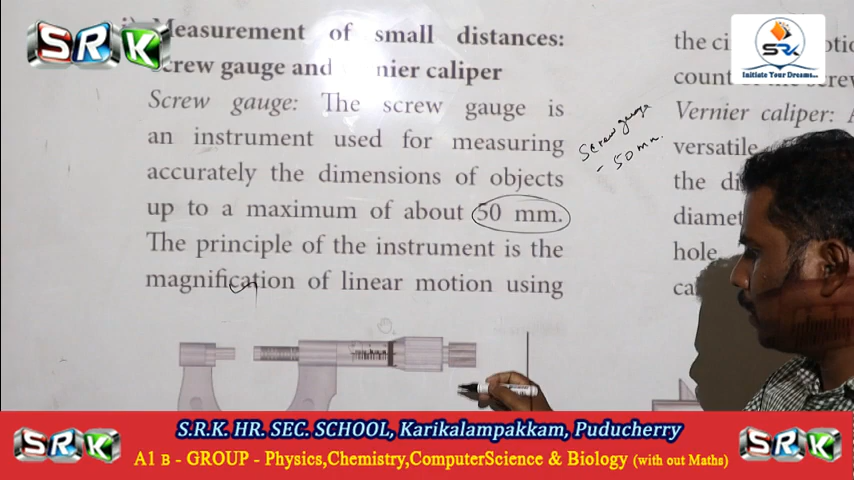 SRK
i) Measurement of small distances:
screw gauge and vernier caliper
Screw gauge: The screw gauge is
an instrument used for measuring
accurately the dimensions of objects
up to a maximum of about 50 mm.
The principle of the instrument is the
magnification of linear motion using
Screw gauge
- 50 mm.
the ci
count
Vernier caliper: A
versatile
the di
diamet
hole
ca
SRK
Initiate Your Dreams...
SRK
S.R.K. HR. SEC. SCHOOL, Karikalampakkam, Puducherry
A1 B - GROUP - Physics,Chemistry,ComputerScience & Biology (with out Maths)
SRK